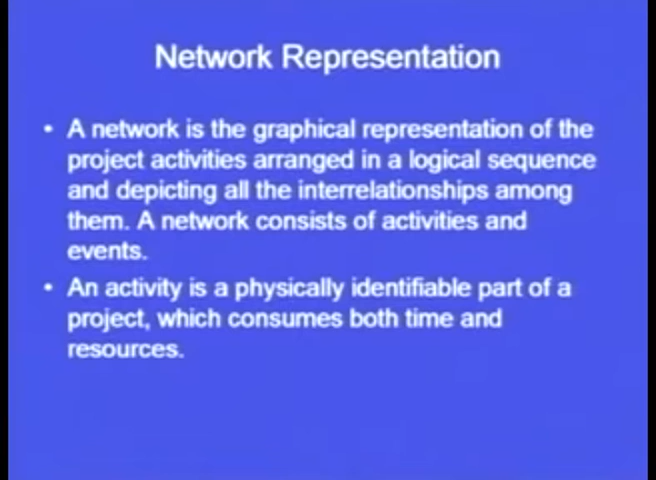 Network Representation
• A network is the graphical representation of the
project activities arranged in a logical sequence
and depicting all the interrelationships among
them. A network consists of activities and
events.
• An activity is a physically identifiable part of a
project, which consumes both time and
resources.